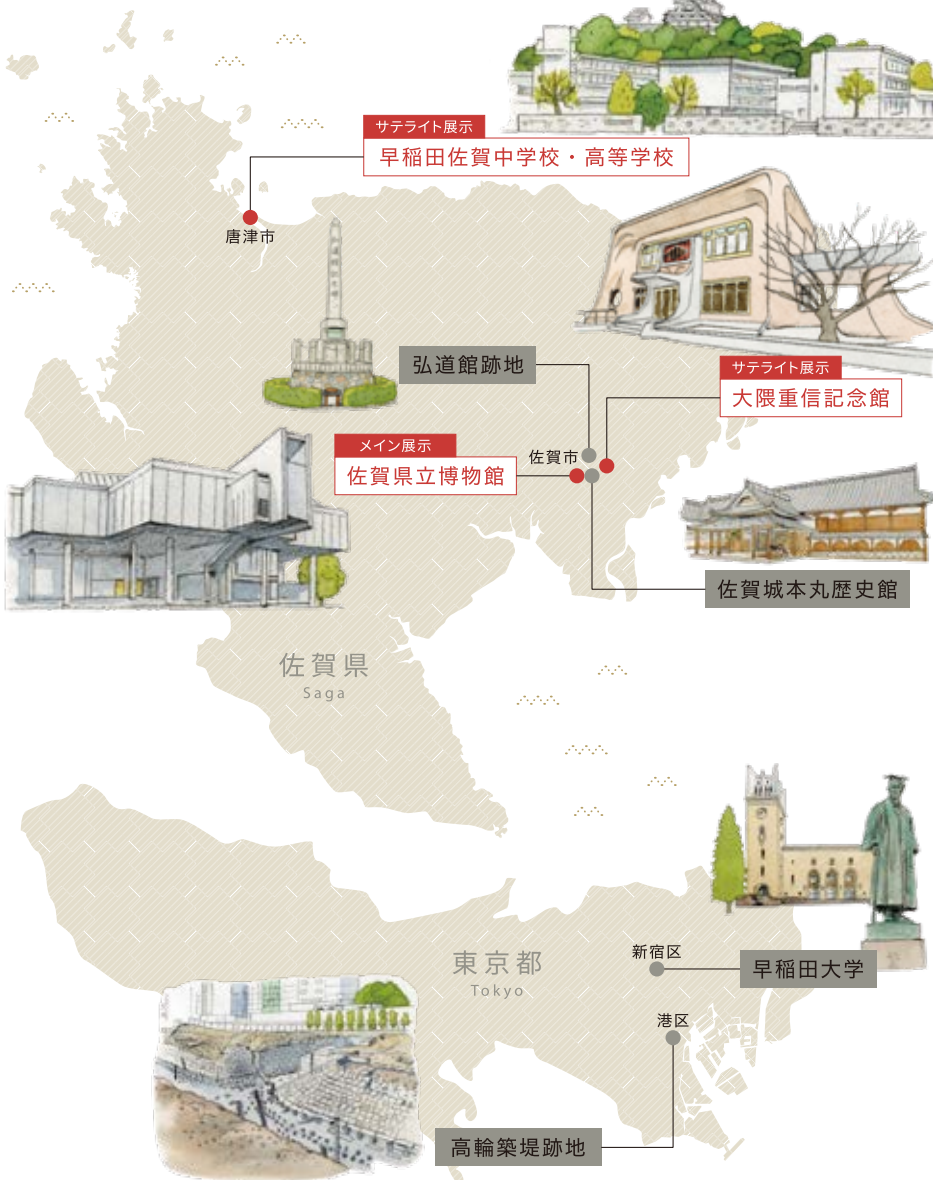 サテライト展示
早稲田佐賀中学校・高等学校
唐津市
弘道館跡地
サテライト展示
大隈重信記念館
メイン展示
佐賀県立博物館
佐賀市
佐賀城本丸歴史館
佐賀県
Saga
新宿区
早稲田大学
東京都
Tokyo
港区
高輪築堤跡地